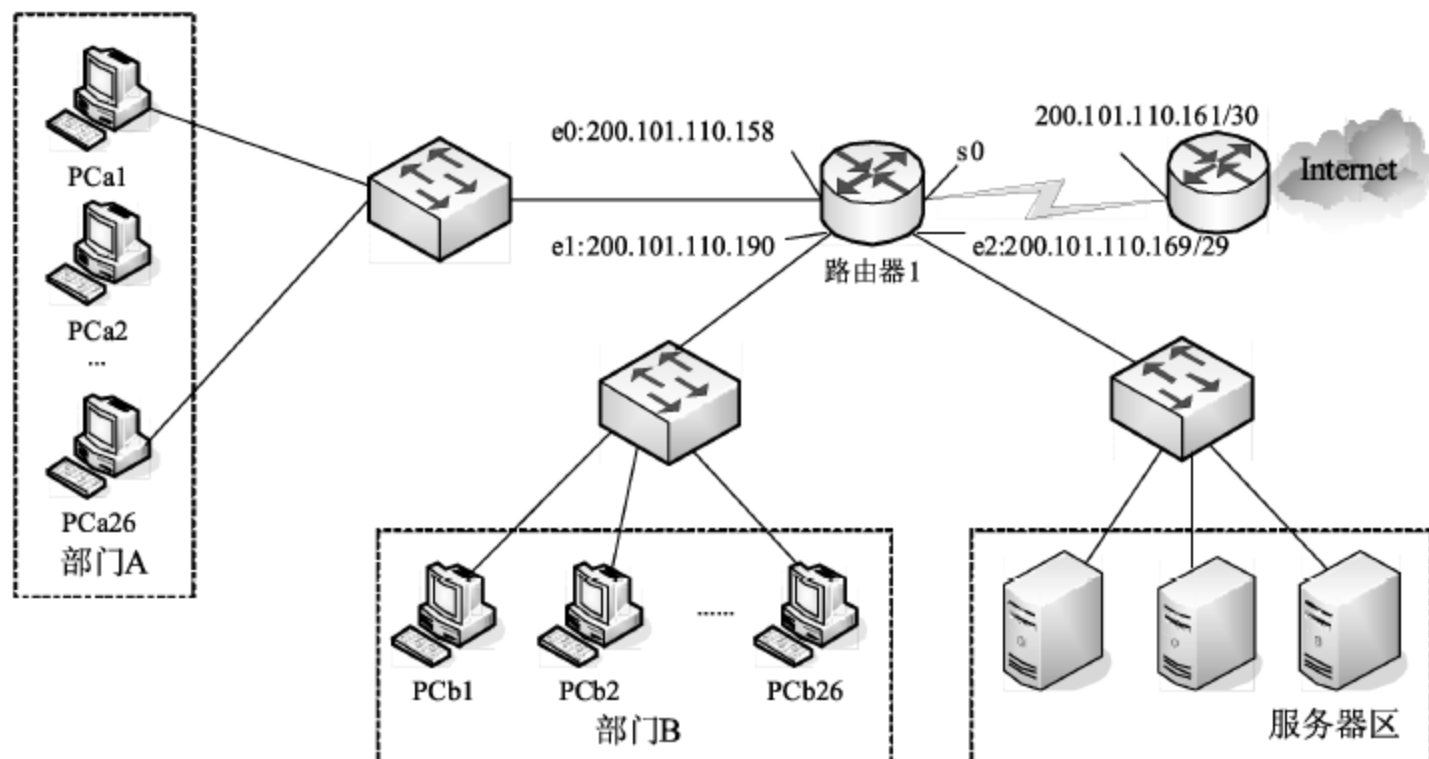 PCa1
PCa2
...
PCa26
部门A
e0:200.101.110.158
e1:200.101.110.190
s0
200.101.110.161/30
Internet
e2:200.101.110.169/29
路由器1
PCb1
PCb2
......
PCb26
部门B
服务器区